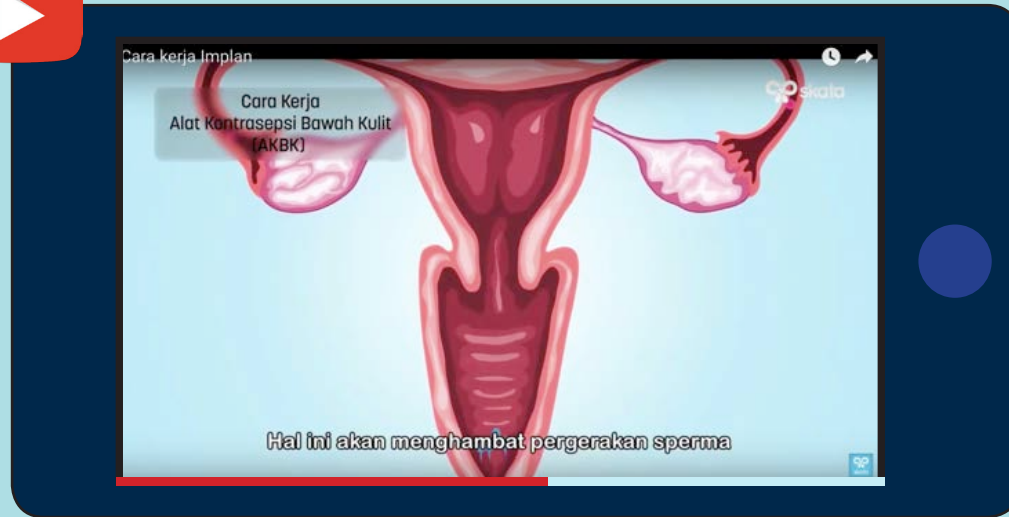 Cara kerja Implan
skala
Cara Kerja
Alat Kontrasepsi Bawah Kulit
(AKBK)
Hal ini akan menghambat pergerakan sperma